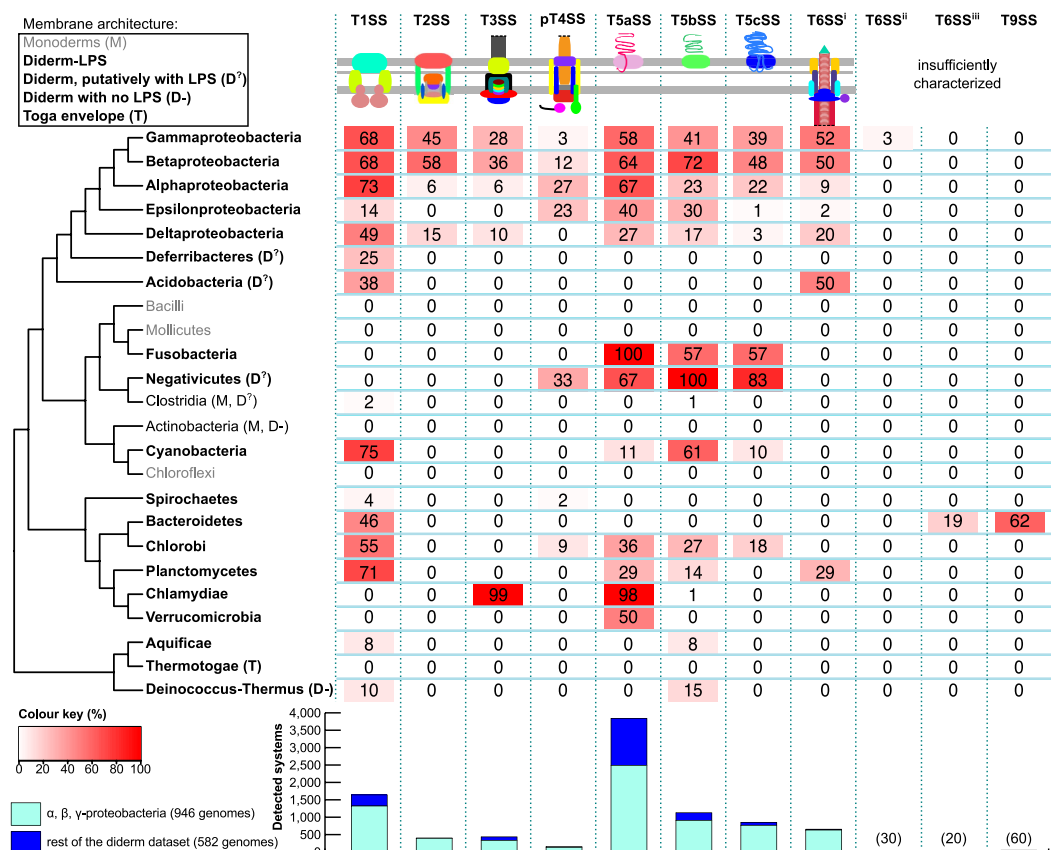 Membrane architecture:
Monoderms (M)
Diderm-LPS
Diderm, putatively with LPS (D?)
Diderm with no LPS (D-)
Toga envelope (T)
T1SS T2SS T3SS pT4SS T5aSS T5bSS T5cSS T6SSi T6SSii T6SSiii T9SS
insufficiently
characterized
Gammaproteobacteria 68 45 28 3 58 41 39 52 3 0 0
Betaproteobacteria 68 58 36 12 64 72 48 50 0 0 0
Alphaproteobacteria 73 6 6 27 67 23 22 9 0 0 0
Epsilonproteobacteria 14 0 0 23 40 30 1 2 0 0 0
Deltaproteobacteria 49 15 10 0 27 17 3 20 0 0 0
Deferribacteres (D?) 25 0 0 0 0 0 0 0 0 0 0
Acidobacteria (D?) 38 0 0 0 0 0 0 50 0 0 0
Bacilli 0 0 0 0 0 0 0 0 0 0 0
Mollicutes 0 0 0 0 0 0 0 0 0 0 0
Fusobacteria 0 0 0 0 100 57 57 0 0 0 0
Negativicutes (D?) 0 0 0 33 67 100 83 0 0 0 0
Clostridia (M, D?) 2 0 0 0 0 1 0 0 0 0 0
Actinobacteria (M, D-) 0 0 0 0 0 0 0 0 0 0 0
Cyanobacteria 75 0 0 0 11 61 10 0 0 0 0
Chloroflexi 0 0 0 0 0 0 0 0 0 0 0
Spirochaetes 4 0 0 2 0 0 0 0 0 0 0
Bacteroidetes 46 0 0 0 0 0 0 0 0 19 62
Chlorobi 55 0 0 9 36 27 18 0 0 0 0
Planctomycetes 71 0 0 0 29 14 0 29 0 0 0
Chlamydiae 0 0 99 0 98 1 0 0 0 0 0
Verrucomicrobia 0 0 0 0 50 0 0 0 0 0 0
Aquificae 8 0 0 0 0 8 0 0 0 0 0
Thermotogae (T) 0 0 0 0 0 0 0 0 0 0 0
Deinococcus-Thermus (D-) 10 0 0 0 0 15 0 0 0 0 0
Colour key (%)
0 20 40 60 80 100
α, β, γ-proteobacteria (946 genomes)
rest of the diderm dataset (582 genomes)
Detected systems
4,000
3,500
3,000
2,500
2,000
1,500
1,000
500
0
(30) (20) (60)